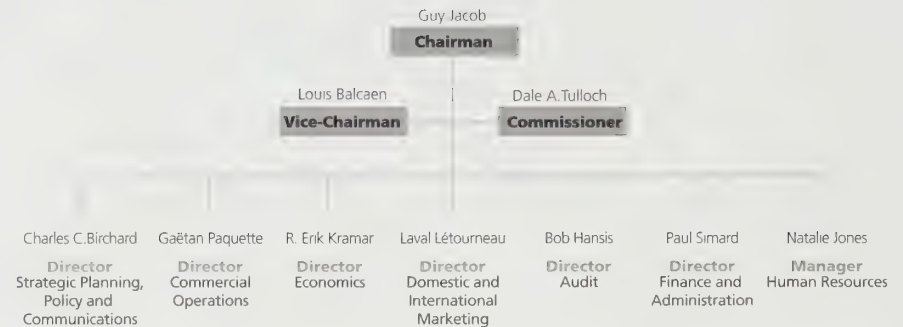 Guy Jacob
Chairman
Louis Balcaen
Vice-Chairman
Dale A.Tulloch
Commissioner
Charles C.Birchard
Director
Strategic Planning,
Policy and
Communications
Gaëtan Paquette
Director
Commercial
Operations
R. Erik Kramar
Director
Economics
Laval Létourneau
Director
Domestic and
International
Marketing
Bob Hansis
Director
Audit
Paul Simard
Director
Finance and
Administration
Natalie Jones
Manager
Human Resources